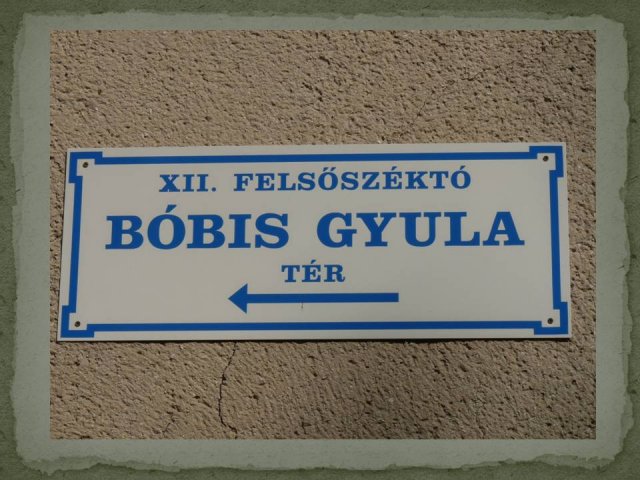 XII. FELSŐSZÉKTÓ
BÓBIS GYULA
TÉR